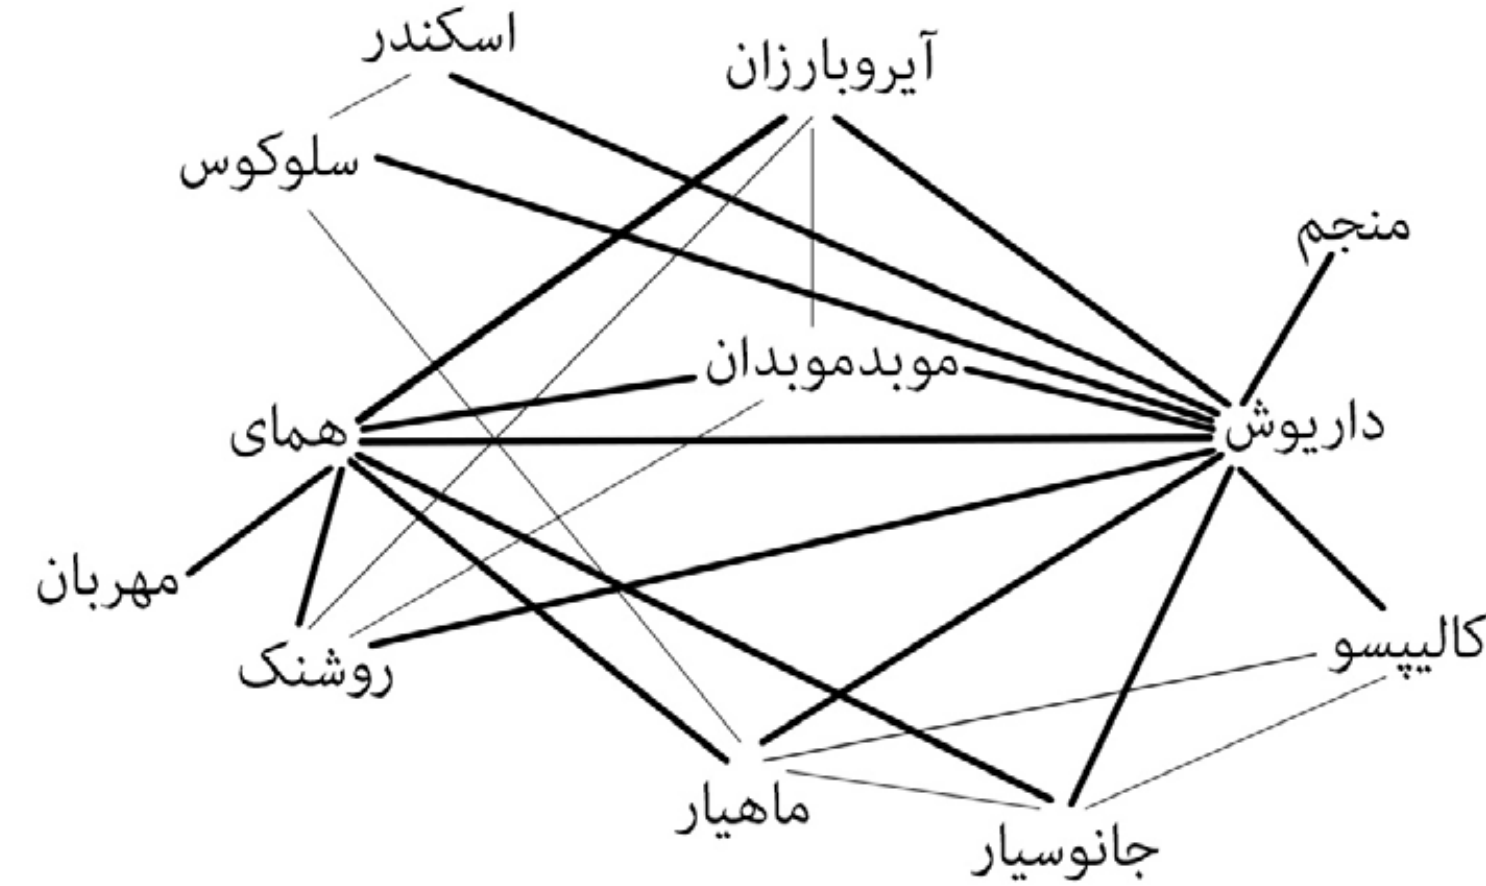 اسکندر
آیروبارزان
سلوکوس
منجم
موبدموبدان
همای
داریوش
مهربان
روشنک
کالیپسو
ماهیار
جانوسیار